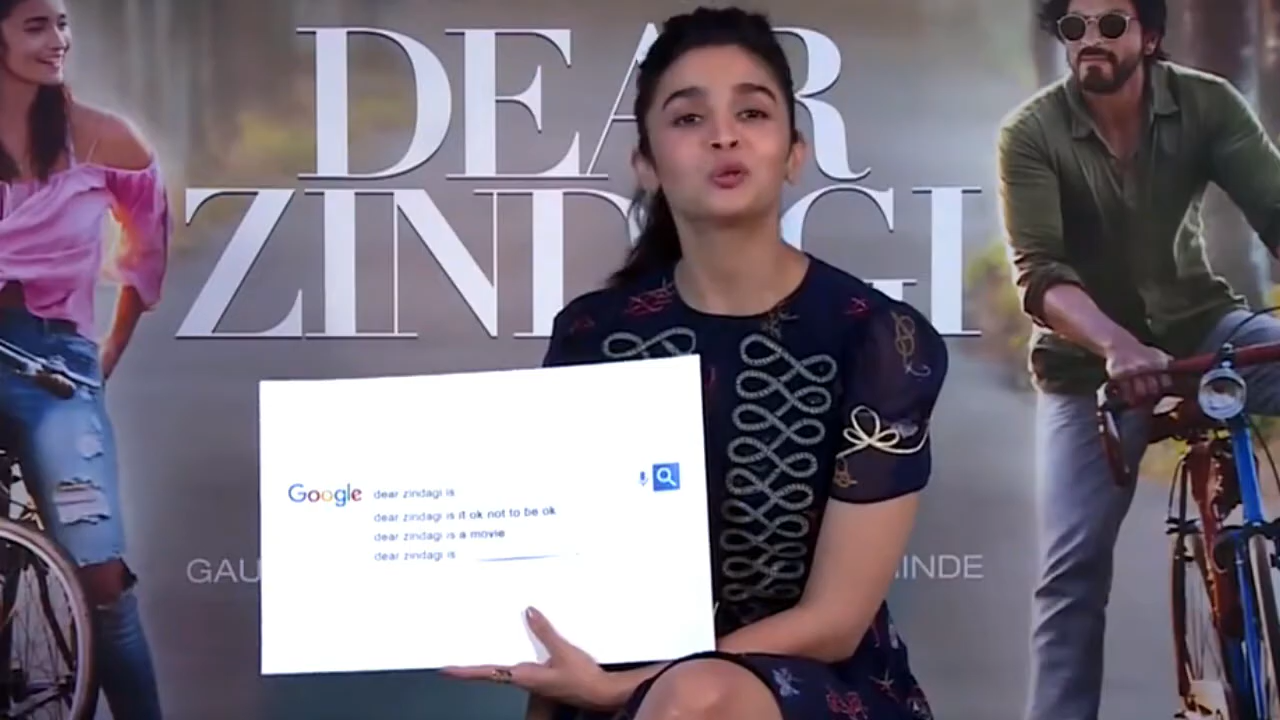 DEAR
ZINDAGI
GAU
INDE
Google dear zindagi is
dear zindagi is it ok not to be ok
dear zindagi is a movie
dear zindagi is